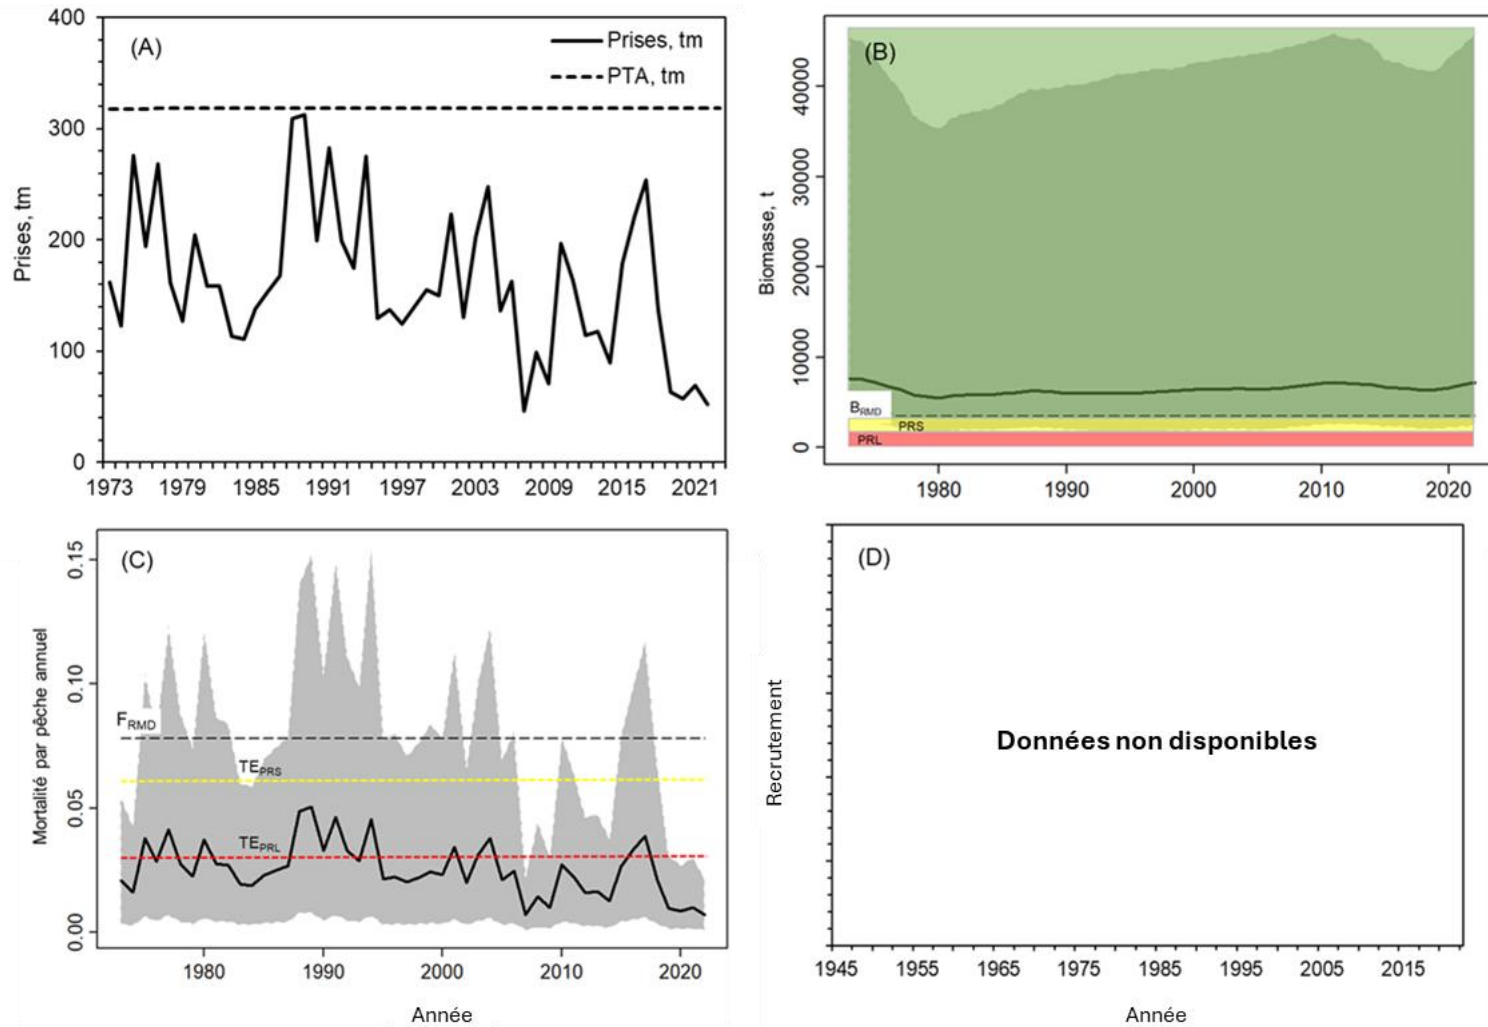 (A)
Prises, tm
PTA, tm
400
300
200
100
0
Prises, tm
1973 1979 1985 1991 1997 2003 2009 2015 2021
(B)
Biomasse, t
40000
30000
20000
10000
0
BRMD
PRS
PRL
1980 1990 2000 2010 2020
(C)
Mortalité par pêche annuel
0.15
0.10
0.05
0.00
FRMD
TEPRS
TEPRL
1980 1990 2000 2010 2020
Année
(D)
Recrutement
Données non disponibles
1945 1955 1965 1975 1985 1995 2005 2015
Année